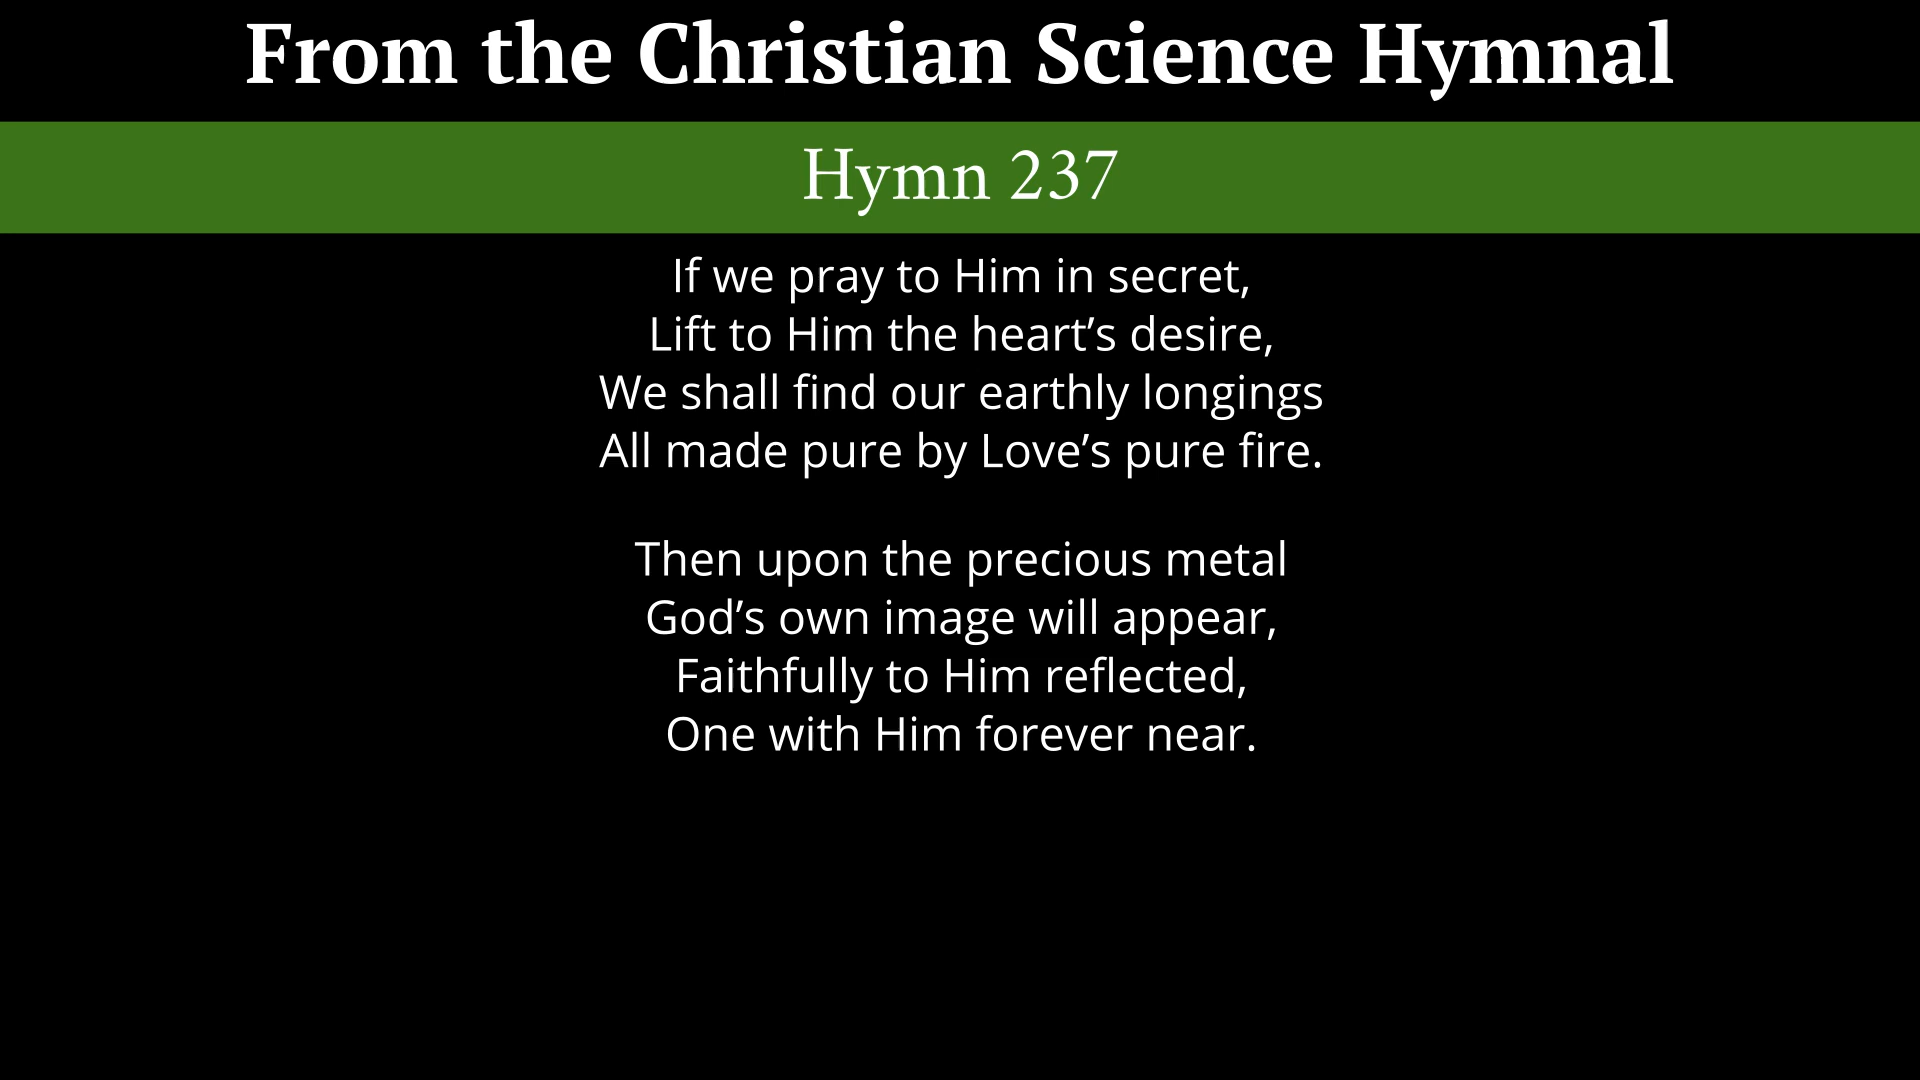 From the Christian Science Hymnal
Hymn 237
If we pray to Him in secret,
Lift to Him the heart’s desire,
We shall find our earthly longings
All made pure by Love’s pure fire.
Then upon the precious metal
God’s own image will appear,
Faithfully to Him reflected,
One with Him forever near.